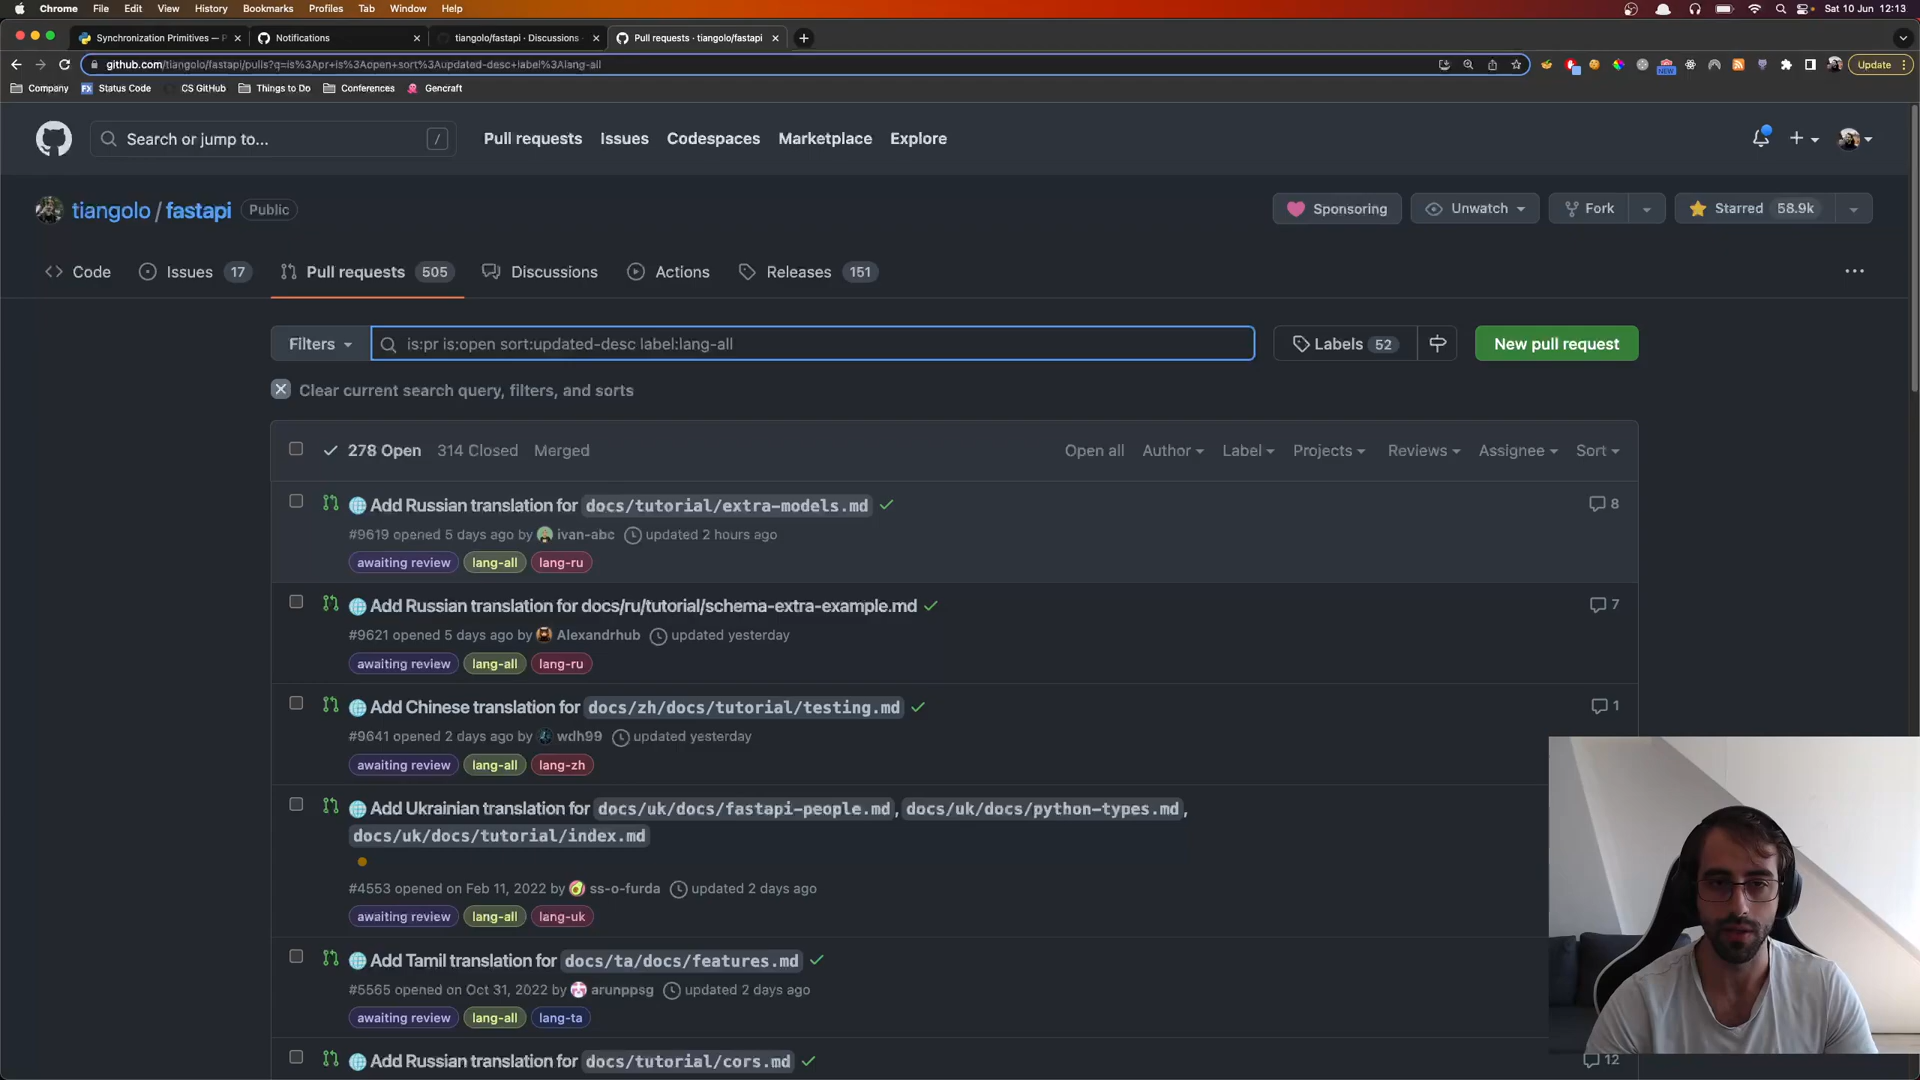 Chrome File Edit View History Bookmarks Profiles Tab Window Help Sat 10 Jun 12:13
Synchronization Primitives — P Notifications tiangolo/fastapi · Discussions Pull requests · tiangolo/fastapi
github.com/tiangolo/fastapi/pulls?q=is%3Apr+is%3Aopen+sort%3Aupdated-desc+label%3Alang-all NEW Update
Company FX Status Code CS GitHub Things to Do Conferences Gencraft
Search or jump to... / Pull requests Issues Codespaces Marketplace Explore
tiangolo / fastapi Public Sponsoring Unwatch Fork Starred 58.9k
Code Issues 17 Pull requests 505 Discussions Actions Releases 151
Filters is:pr is:open sort:updated-desc label:lang-all Labels 52 New pull request
Clear current search query, filters, and sorts
278 Open 314 Closed Merged Open all Author Label Projects Reviews Assignee Sort
Add Russian translation for docs/tutorial/extra-models.md 8
#9619 opened 5 days ago by ivan-abc updated 2 hours ago
awaiting review lang-all lang-ru
Add Russian translation for docs/ru/tutorial/schema-extra-example.md 7
#9621 opened 5 days ago by Alexandrhub updated yesterday
awaiting review lang-all lang-ru
Add Chinese translation for docs/zh/docs/tutorial/testing.md 1
#9641 opened 2 days ago by wdh99 updated yesterday
awaiting review lang-all lang-zh
Add Ukrainian translation for docs/uk/docs/fastapi-people.md, docs/uk/docs/python-types.md,
docs/uk/docs/tutorial/index.md
#4553 opened on Feb 11, 2022 by ss-o-furda updated 2 days ago
awaiting review lang-all lang-uk
Add Tamil translation for docs/ta/docs/features.md
#5565 opened on Oct 31, 2022 by arunppsg updated 2 days ago
awaiting review lang-all lang-ta
Add Russian translation for docs/tutorial/cors.md 12